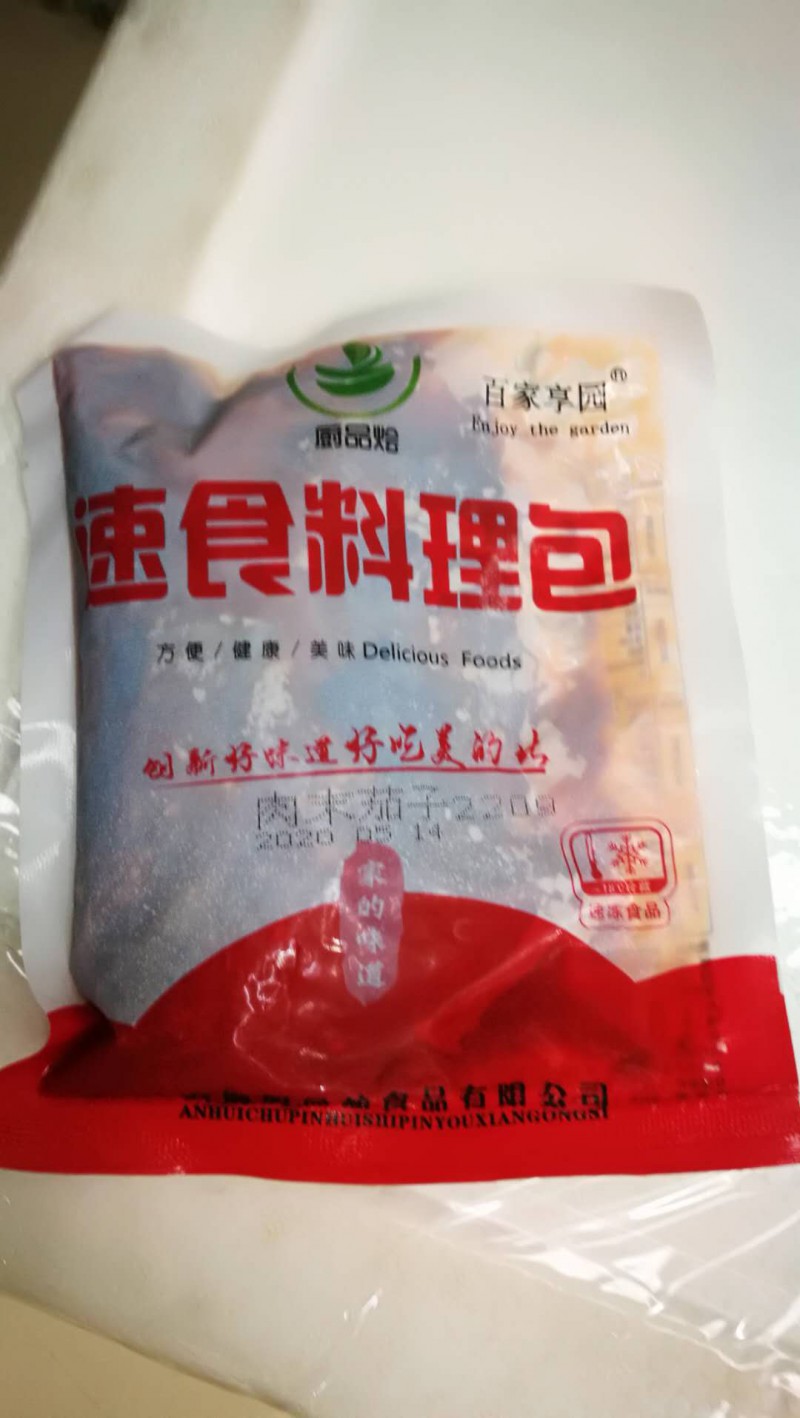 百家享园®
Enjoy the garden
厨品烩
速食料理包
方便/健康/美味 Delicious Foods
创新好味道好吃美的
肉末茄子220g
2020 05 14
速冻食品
家的味道
食品有限公司
ANHUICHUPINHUISHIPINYOUXIANGONGSI